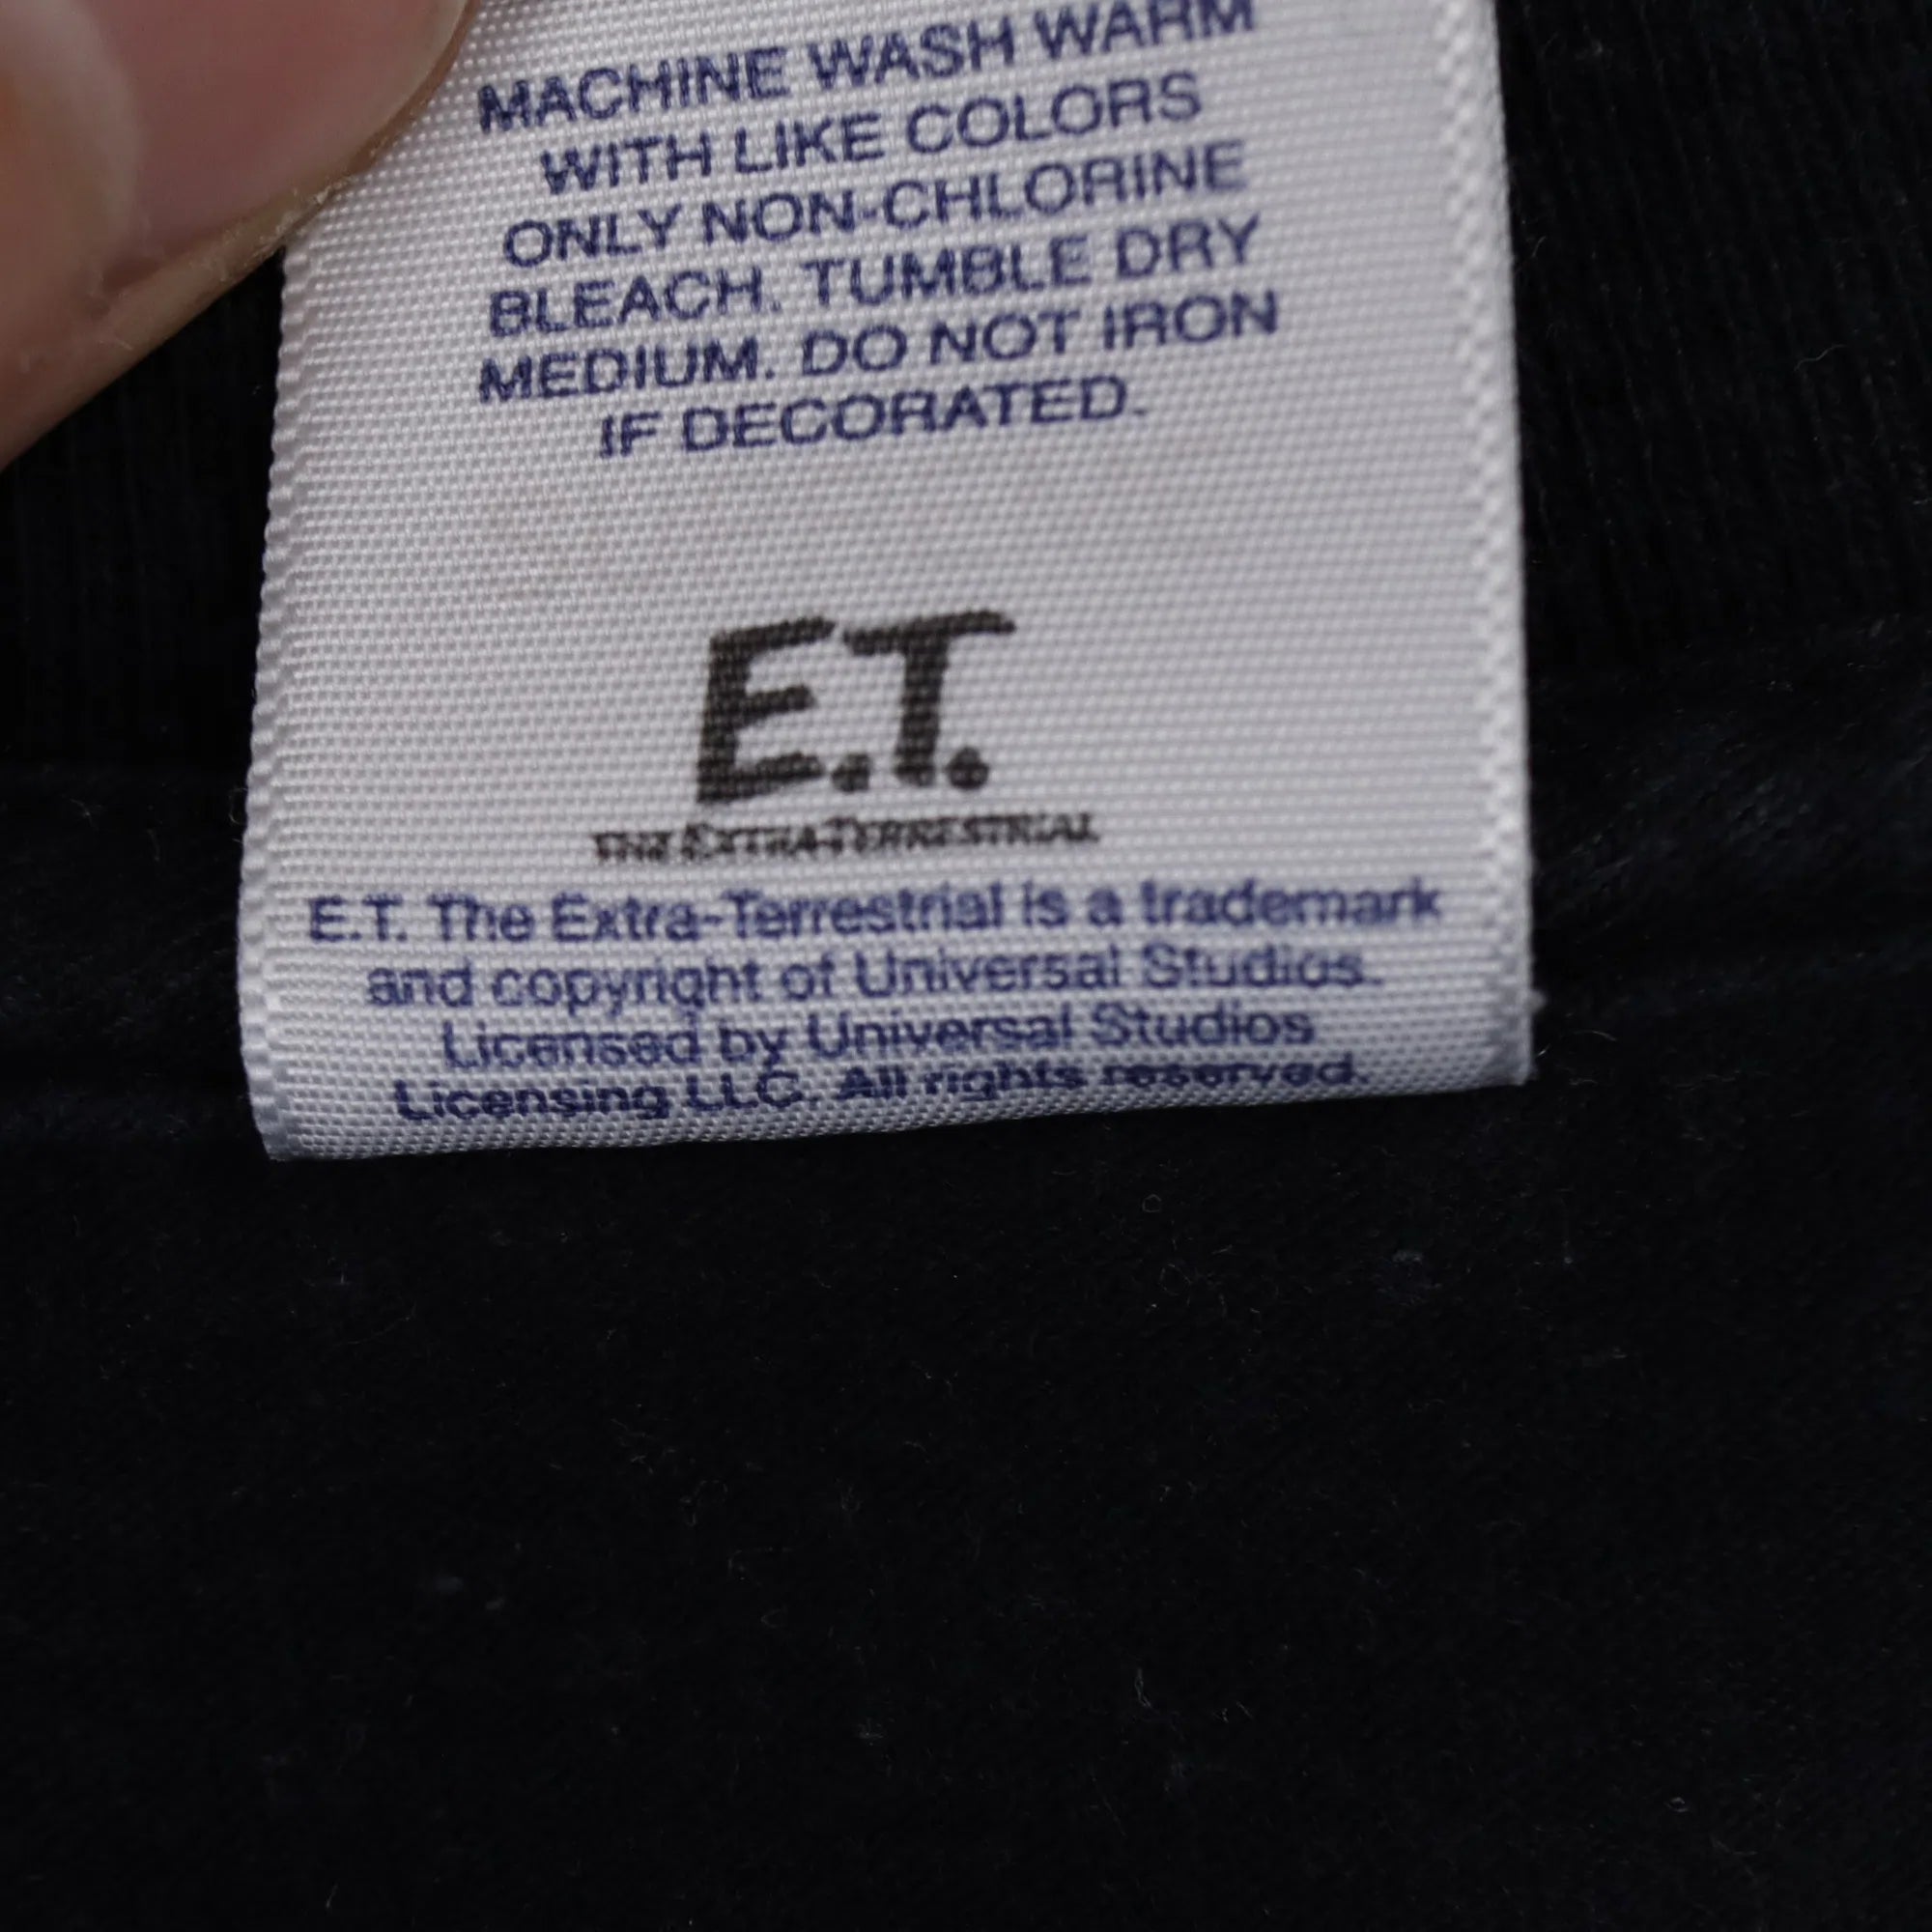 MACHINE WASH WARM
WITH LIKE COLORS
ONLY NON-CHLORINE
BLEACH. TUMBLE DRY
MEDIUM. DO NOT IRON
IF DECORATED.
E.T.
THE EXTRA-TERRESTRIAL
E.T. The Extra-Terrestrial is a trademark
and copyright of Universal Studios.
Licensed by Universal Studios
Licensing LLC. All rights reserved.